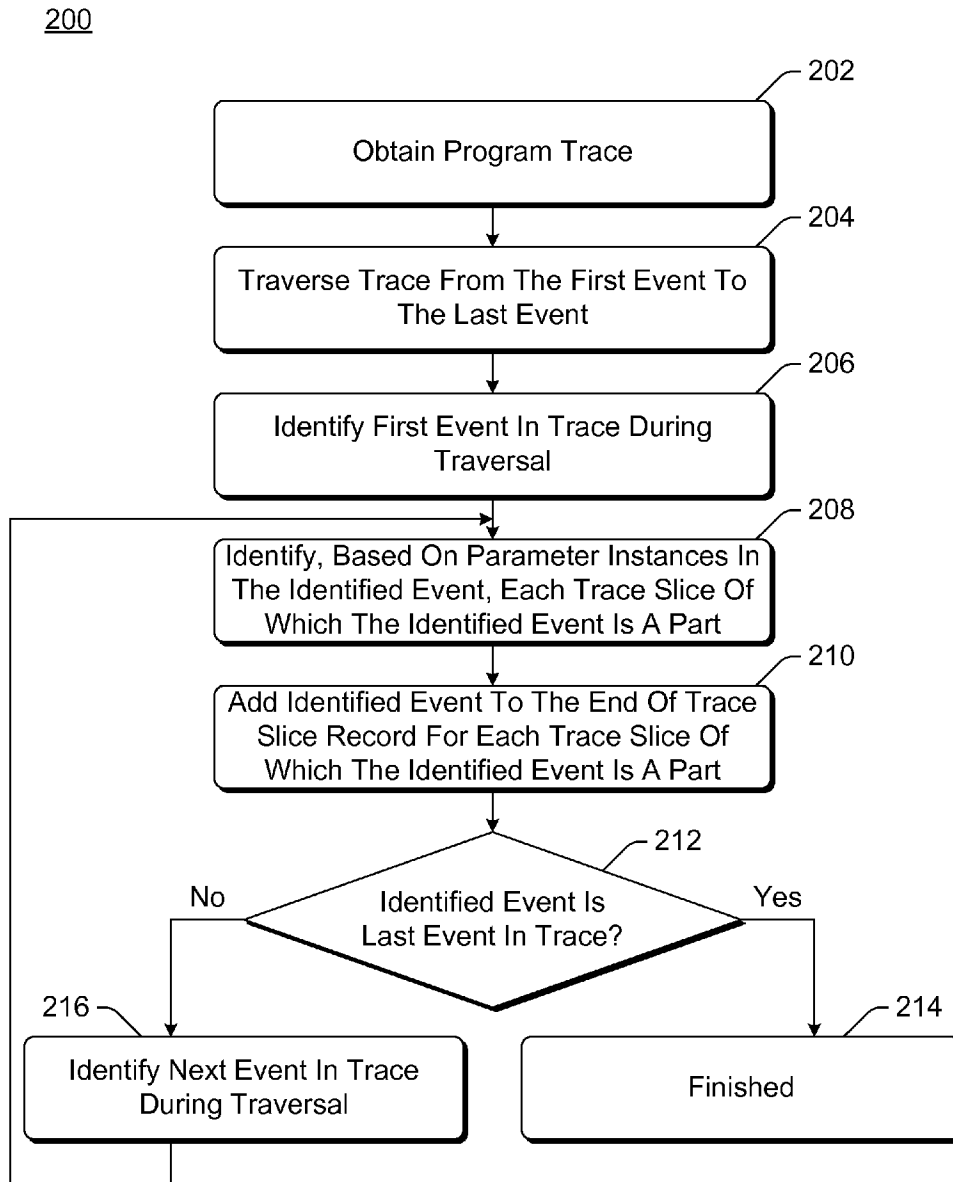 200
202
Obtain Program Trace
204
Traverse Trace From The First Event To
The Last Event
206
Identify First Event In Trace During
Traversal
208
Identify, Based On Parameter Instances In
The Identified Event, Each Trace Slice Of
Which The Identified Event Is A Part
210
Add Identified Event To The End Of Trace
Slice Record For Each Trace Slice Of
Which The Identified Event Is A Part
212
Identified Event Is
Last Event In Trace?
No
Yes
216
Identify Next Event In Trace
During Traversal
214
Finished